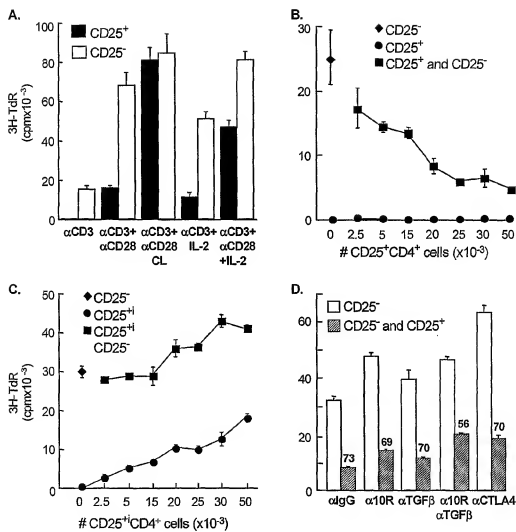 A.
CD25+
CD25-
3H-TdR
(cpmx10-3)
100
80
60
40
20
0
αCD3 αCD3+ αCD3+ αCD3+ αCD3+
αCD28 αCD28 IL-2 αCD28
CL +IL-2
B.
CD25-
CD25+
CD25+ and CD25-
30
20
10
0
0 2.5 5 15 20 25 30 50
# CD25+CD4+ cells (x10-3)
C.
CD25-
CD25+i
CD25+i
CD25-
3H-TdR
(cpmx10-3)
50
40
30
20
10
0
0 2.5 5 15 20 25 30 50
# CD25+iCD4+ cells (x10-3)
D.
CD25-
CD25- and CD25+
60
40
20
0
73 69 70 56 70
αIgG α10R αTGFβ α10R αCTLA4
αTGFβ